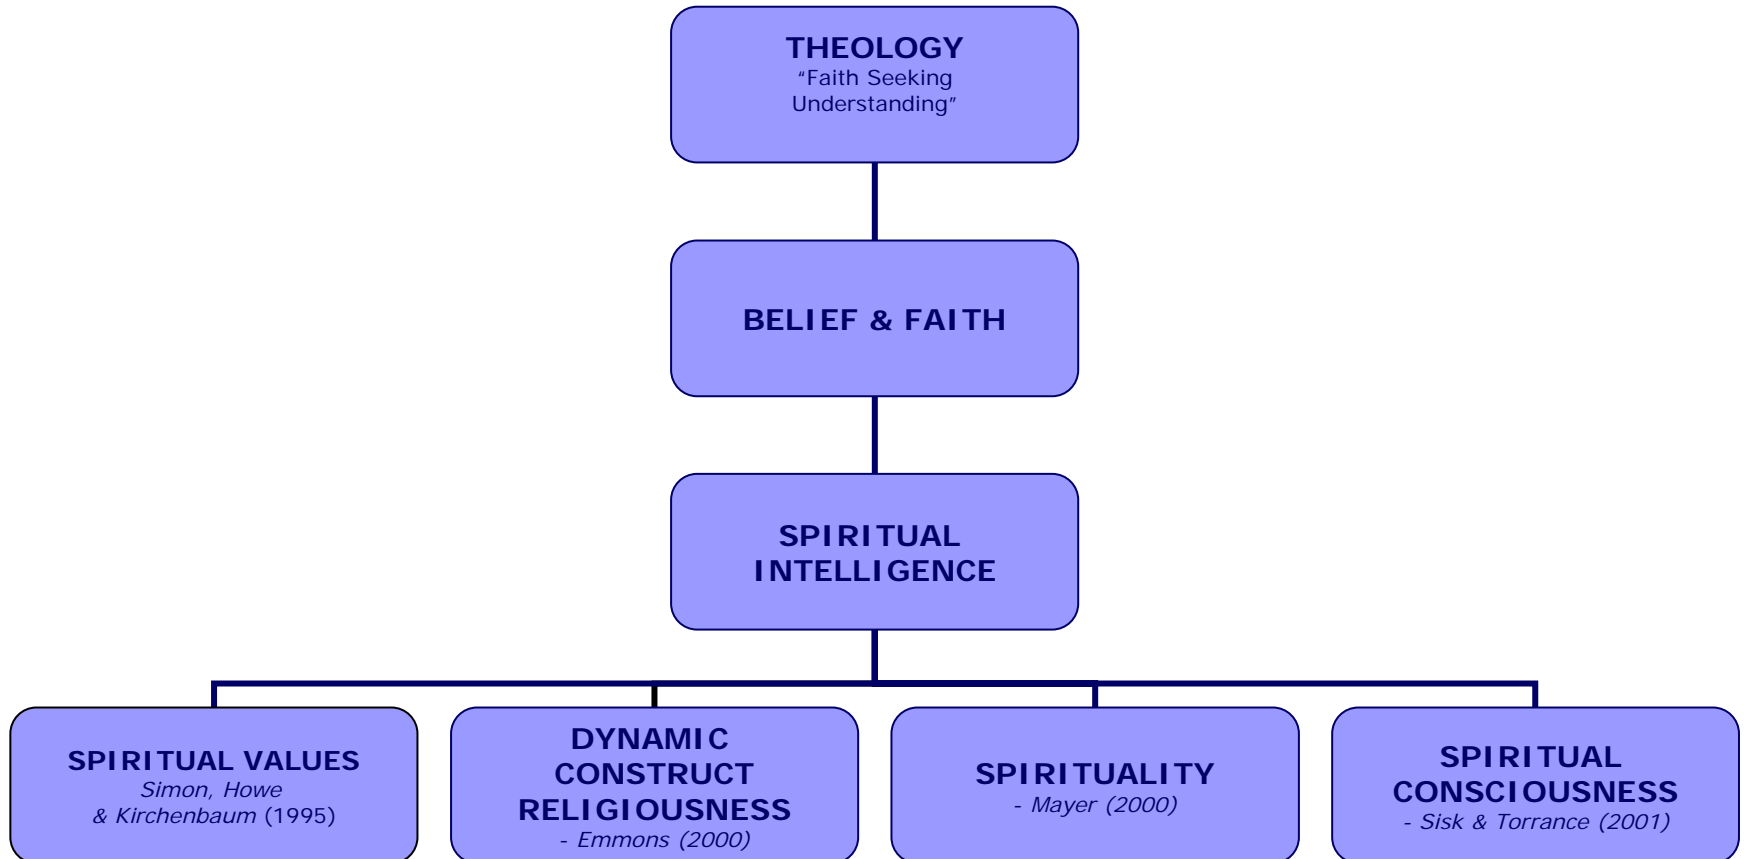 THEOLOGY
“Faith Seeking
Understanding”
BELIEF & FAITH
SPIRITUAL
INTELLIGENCE
SPIRITUAL VALUES
Simon, Howe
& Kirchenbaum (1995)
DYNAMIC
CONSTRUCT
RELIGIOUSNESS
- Emmons (2000)
SPIRITUALITY
- Mayer (2000)
SPIRITUAL
CONSCIOUSNESS
- Sisk & Torrance (2001)